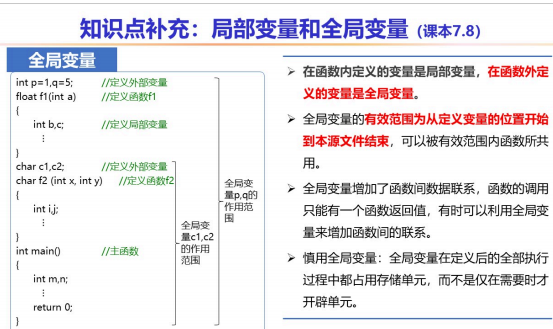 知识点补充：局部变量和全局变量 (课本7.8)
全局变量
int p=1,q=5; //定义外部变量
float f1(int a) //定义函数f1
{
int b,c; //定义局部变量
⋮
}
char c1,c2; //定义外部变量
char f2 (int x, int y) //定义函数f2
{
int i,j;
⋮
}
int main() //主函数
{
int m,n;
⋮
return 0;
}
全局变
量c1,c2
的作用
范围
全局变
量p,q的
作用范
围
➢ 在函数内定义的变量是局部变量，在函数外定
义的变量是全局变量。
➢ 全局变量的有效范围为从定义变量的位置开始
到本源文件结束，可以被有效范围内函数所共
用。
➢ 全局变量增加了函数间数据联系，函数的调用
只能有一个函数返回值，有时可以利用全局变
量来增加函数间的联系。
➢ 慎用全局变量：全局变量在定义后的全部执行
过程中都占用存储单元，而不是仅在需要时才
开辟单元。